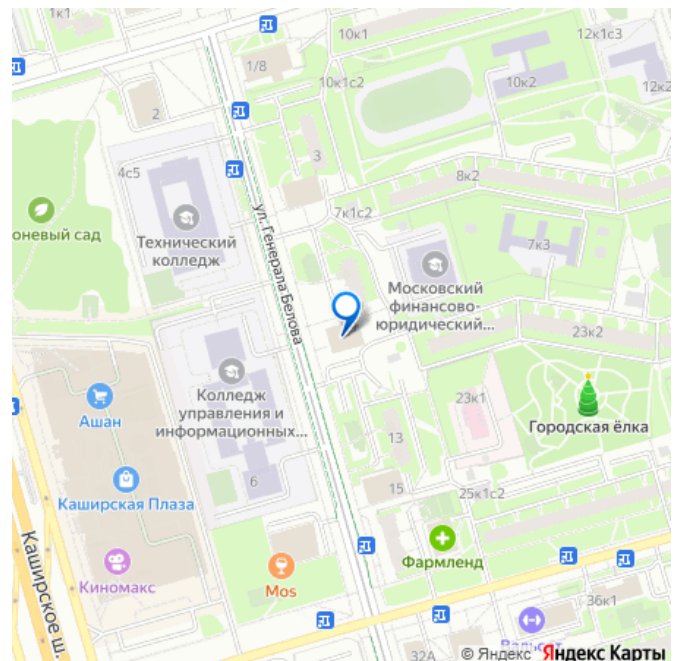 1к1
10к1
12к1с3
1/8
10к1с2
10к2
12к2
2
3
4с5
8к2
оневый сад
7к1с2
Технический
колледж
ул. Генерала Белова
7к3
Московский
финансово-
юридический...
23к2
Ашан
Колледж
управления и
информационных...
23к1
Городская ёлка
13
Каширская Плаза
6
15
25к1с2
Каширское ш.
Фармленд
Киномакс
Mos
36к1
32А
© Яндекс Яндекс Карты